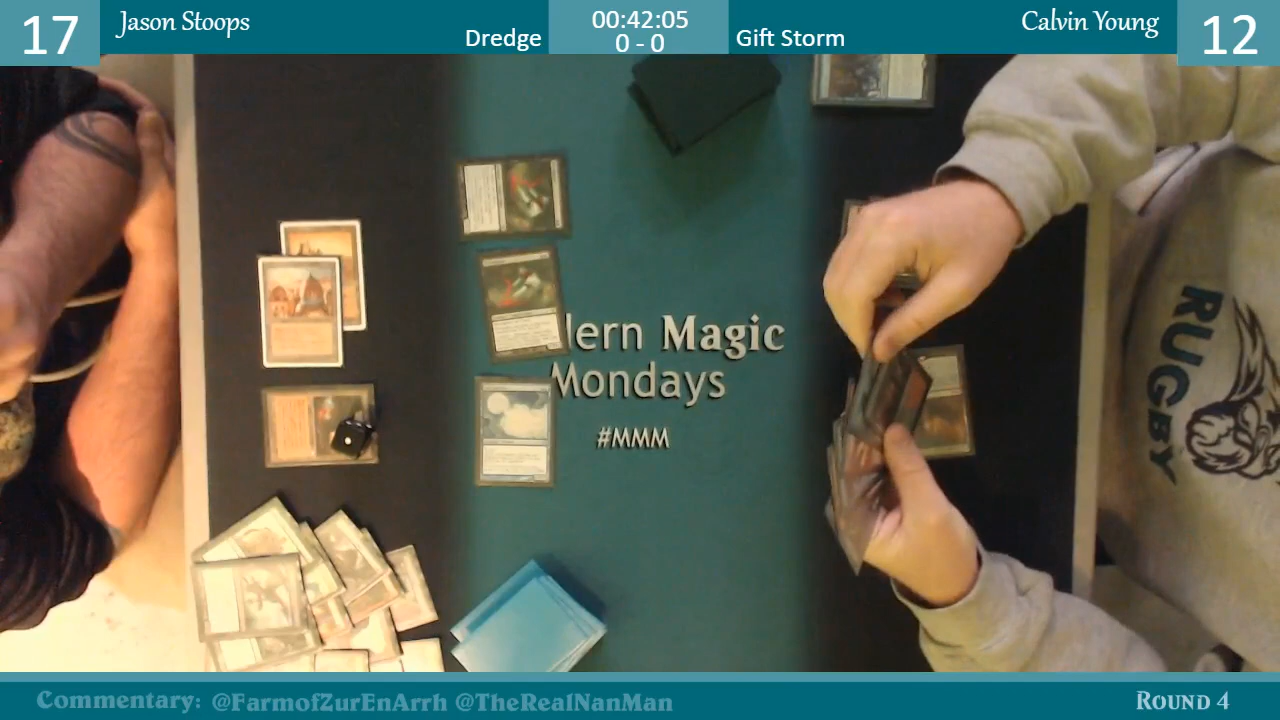 17
Jason Stoops
Dredge
00:42:05
0 - 0
Gift Storm
Calvin Young
12
ern Magic
Mondays
#MMM
RUGBY
Commentary: @FarmofZurEnArrh @TheRealNanMan
Round 4